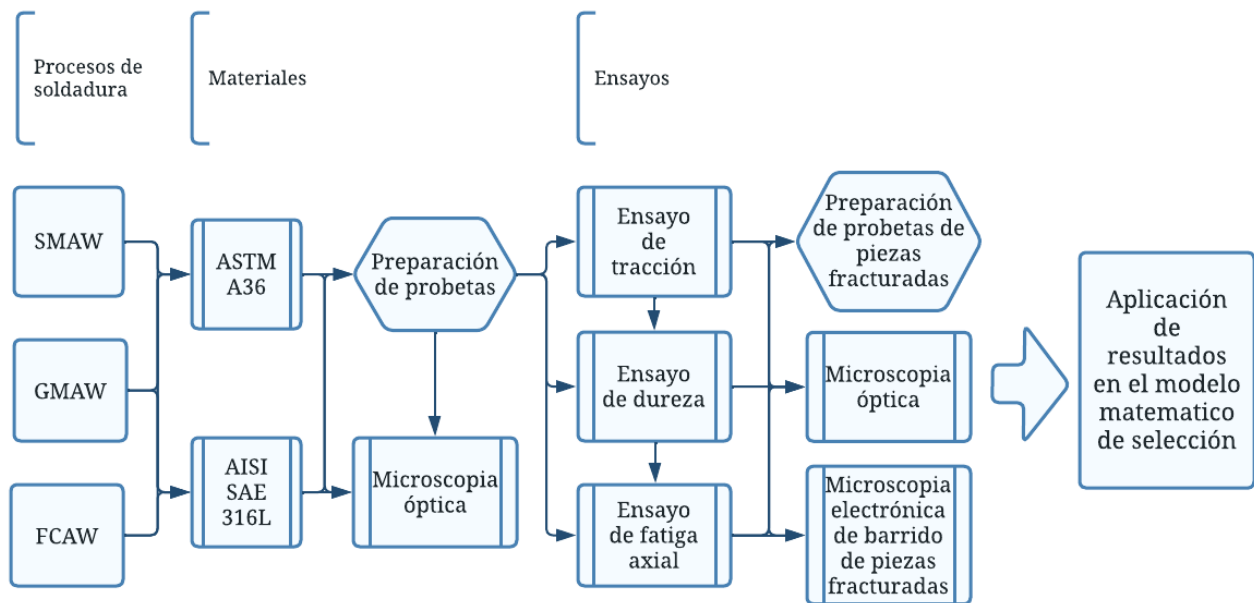 Procesos de
soldadura
Materiales
Ensayos
SMAW
GMAW
FCAW
ASTM
A36
AISI
SAE
316L
Preparación
de probetas
Microscopia
óptica
Ensayo
de
tracción
Ensayo
de dureza
Ensayo
de fatiga
axial
Preparación
de probetas de
piezas
fracturadas
Microscopia
óptica
Microscopia
electrónica
de barrido
de piezas
fracturadas
Aplicación
de
resultados
en el modelo
matematico
de selección